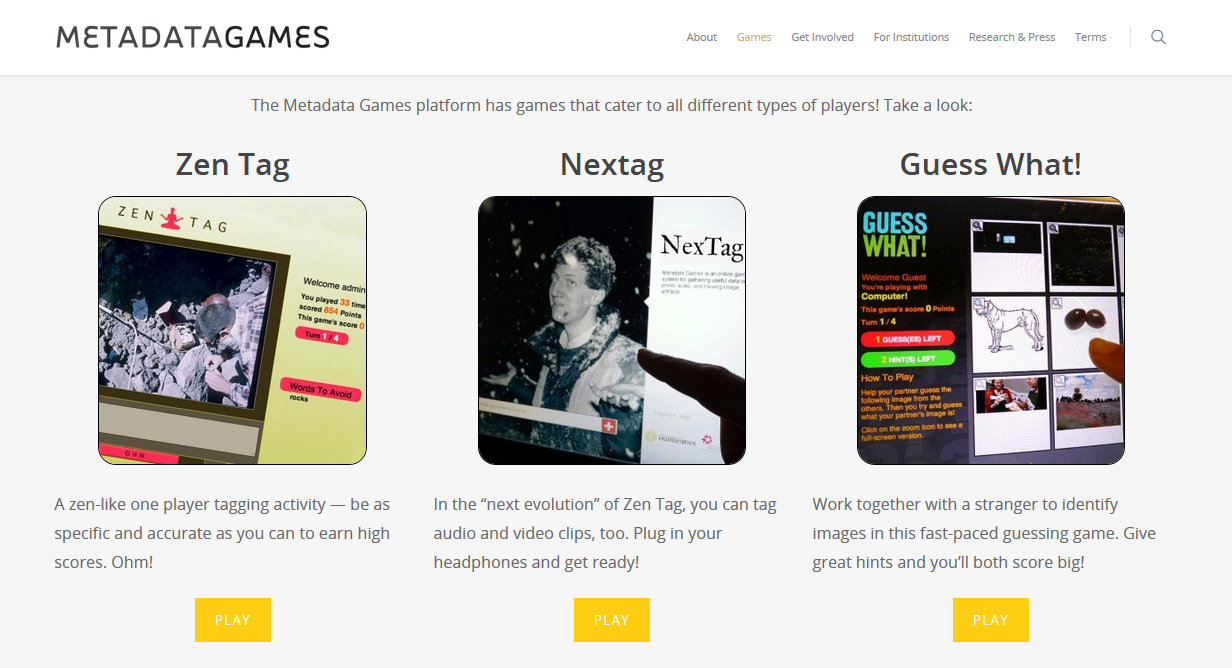 METADATAGAMES
About Games Get Involved For Institutions Research & Press Terms
The Metadata Games platform has games that cater to all different types of players! Take a look:
Zen Tag
ZEN TAG
Welcome admin
You played 33 time
scored 854 Points
This game's score 0
Turn 1 / 4
Words To Avoid
rocks
OHM
A zen-like one player tagging activity — be as
specific and accurate as you can to earn high
scores. Ohm!
PLAY
Nextag
NexTag
Metadata Games is an online gam
system for gathering useful data o
photo, audio, and moving image
artifacts.
Humanities
In the “next evolution” of Zen Tag, you can tag
audio and video clips, too. Plug in your
headphones and get ready!
PLAY
Guess What!
GUESS
WHAT!
Welcome Guest
You're playing with
Computer!
This game's score 0 Points
Turn 1 / 4
1 GUESS(ES) LEFT
2 HINT(S) LEFT
How To Play
Help your partner guess the
following image from the
others. Then you try and guess
what your partner's image is!
Click on the zoom icon to see a
full-screen version.
Work together with a stranger to identify
images in this fast-paced guessing game. Give
great hints and you’ll both score big!
PLAY